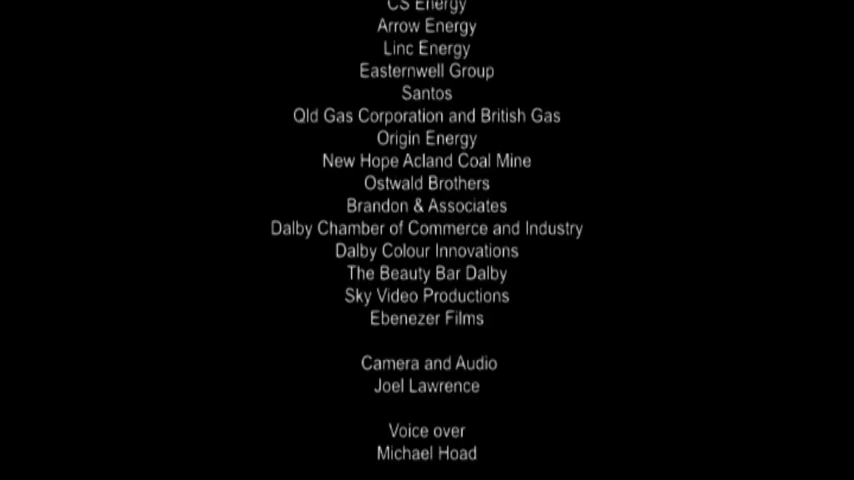 CS Energy
Arrow Energy
Linc Energy
Easternwell Group
Santos
Qld Gas Corporation and British Gas
Origin Energy
New Hope Acland Coal Mine
Ostwald Brothers
Brandon & Associates
Dalby Chamber of Commerce and Industry
Dalby Colour Innovations
The Beauty Bar Dalby
Sky Video Productions
Ebenezer Films
Camera and Audio
Joel Lawrence
Voice over
Michael Hoad